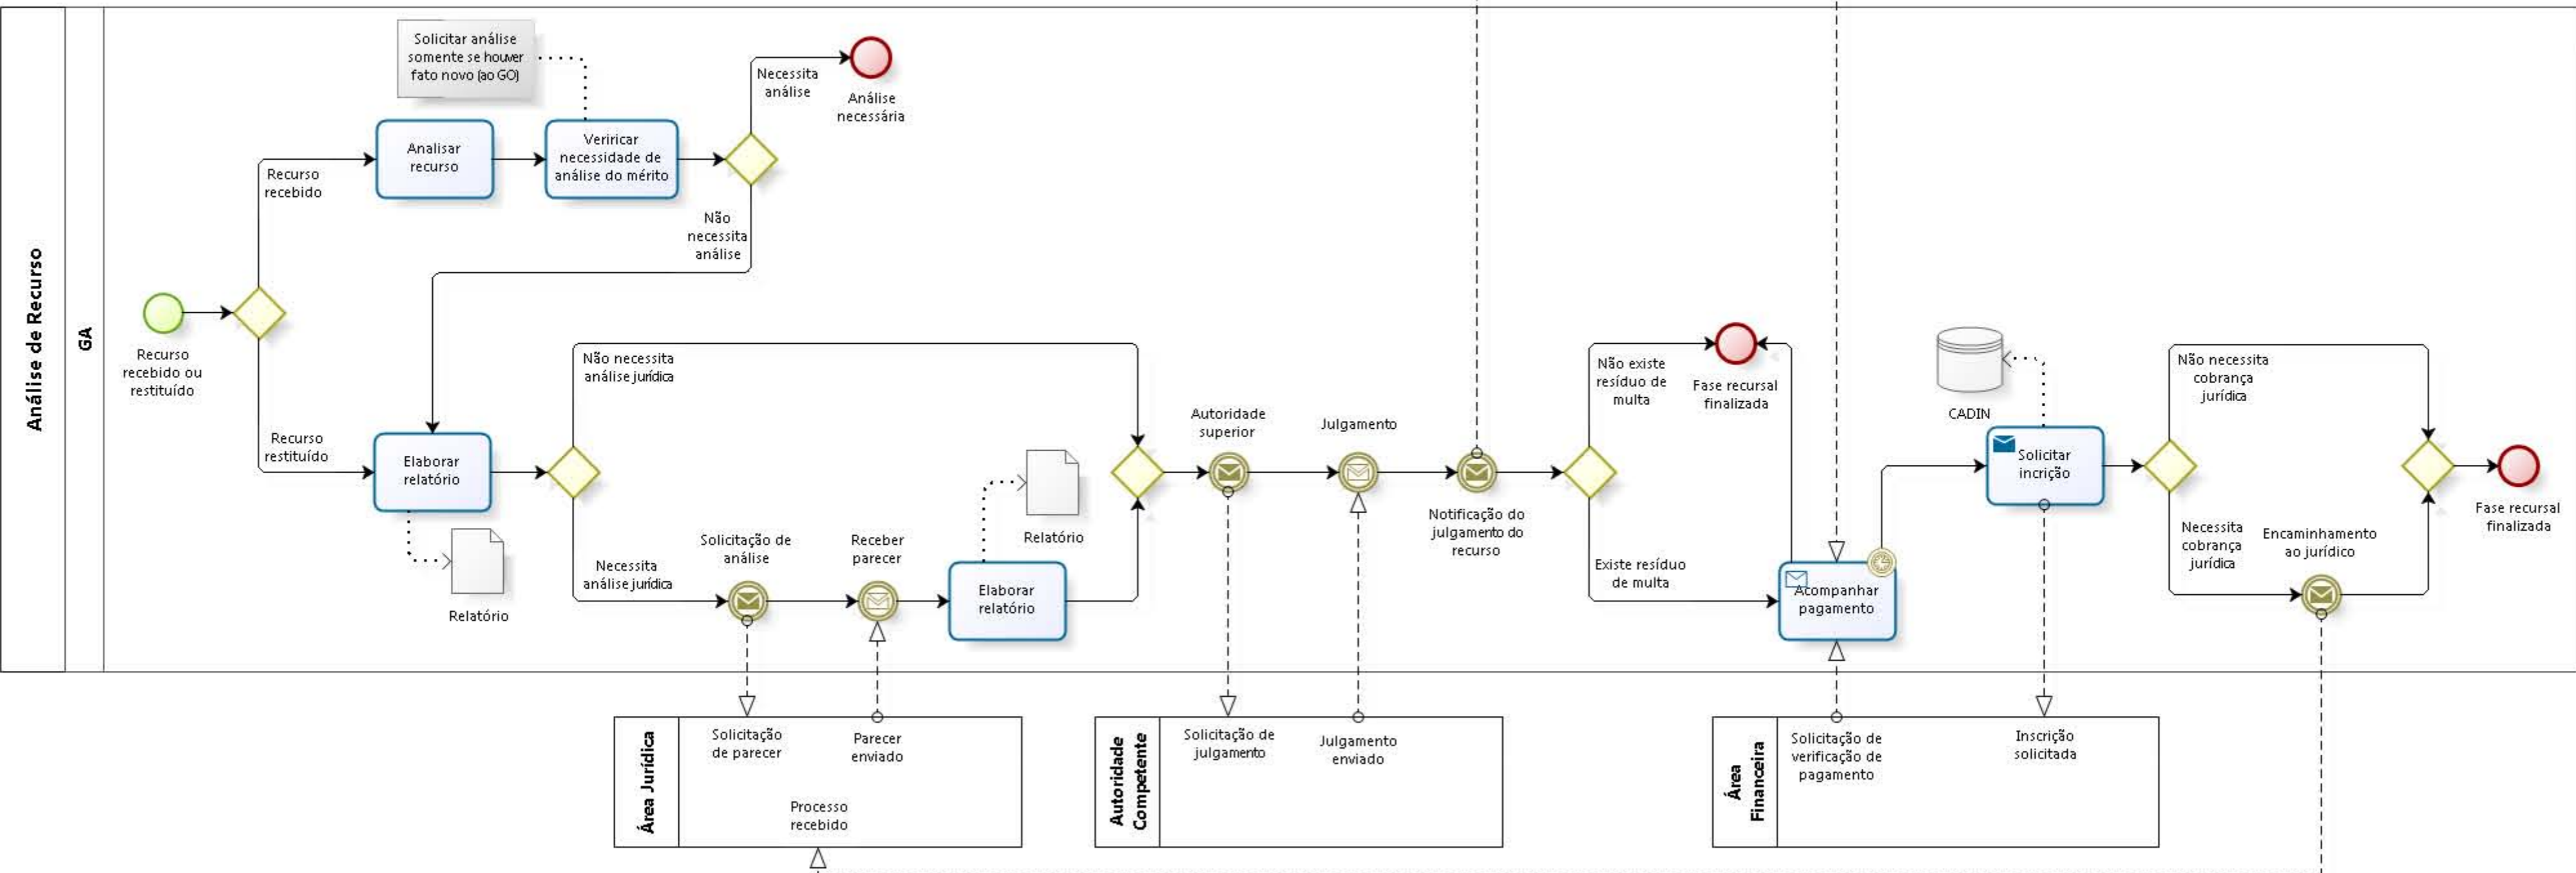 Análise de Recurso
GA
Solicitar análise
somente se houver
fato novo (ao GO)
Necessita
análise
Análise
necessária
Analisar
recurso
Veriricar
necessidade de
análise do mérito
Recurso
recebido
Não
necessita
análise
Recurso
recebido ou
restituído
Recurso
restituído
Elaborar
relatório
Relatório
Não necessita
análise jurídica
Necessita
análise jurídica
Solicitação de
análise
Receber
parecer
Elaborar
relatório
Relatório
Autoridade
superior
Julgamento
Notificação do
julgamento do
recurso
Não existe
resíduo de
multa
Fase recursal
finalizada
Existe resíduo
de multa
Acompanhar
pagamento
CADIN
Solicitar
incrição
Não necessita
cobrança
jurídica
Necessita
cobrança
jurídica
Encaminhamento
ao jurídico
Fase recursal
finalizada
Área Jurídica
Solicitação
de parecer
Parecer
enviado
Processo
recebido
Autoridade
Competente
Solicitação de
julgamento
Julgamento
enviado
Área
Financeira
Solicitação de
verificação de
pagamento
Inscrição
solicitada